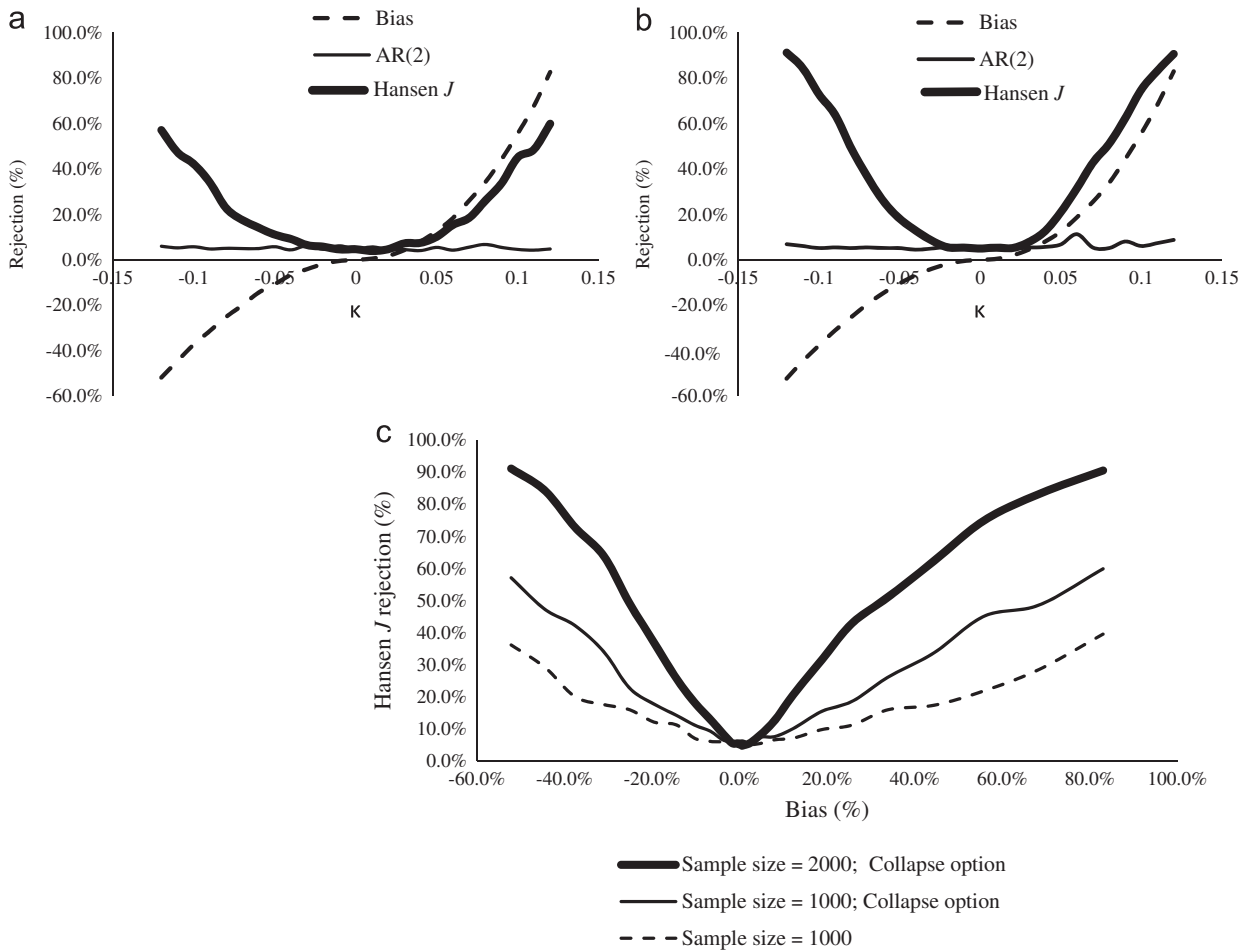 a
Bias
AR(2)
Hansen J
100.0%
80.0%
60.0%
40.0%
20.0%
0.0%
-20.0%
-40.0%
-60.0%
Rejection (%)
-0.15
-0.1
-0.05
0
0.05
0.1
0.15
κ
b
Bias
AR(2)
Hansen J
100.0%
80.0%
60.0%
40.0%
20.0%
0.0%
-20.0%
-40.0%
-60.0%
Rejection (%)
-0.15
-0.1
-0.05
0
0.05
0.1
0.15
κ
c
100.0%
90.0%
80.0%
70.0%
60.0%
50.0%
40.0%
30.0%
20.0%
10.0%
0.0%
Hansen J rejection (%)
-60.0%
-40.0%
-20.0%
0.0%
20.0%
40.0%
60.0%
80.0%
100.0%
Bias (%)
Sample size = 2000; Collapse option
Sample size = 1000; Collapse option
Sample size = 1000